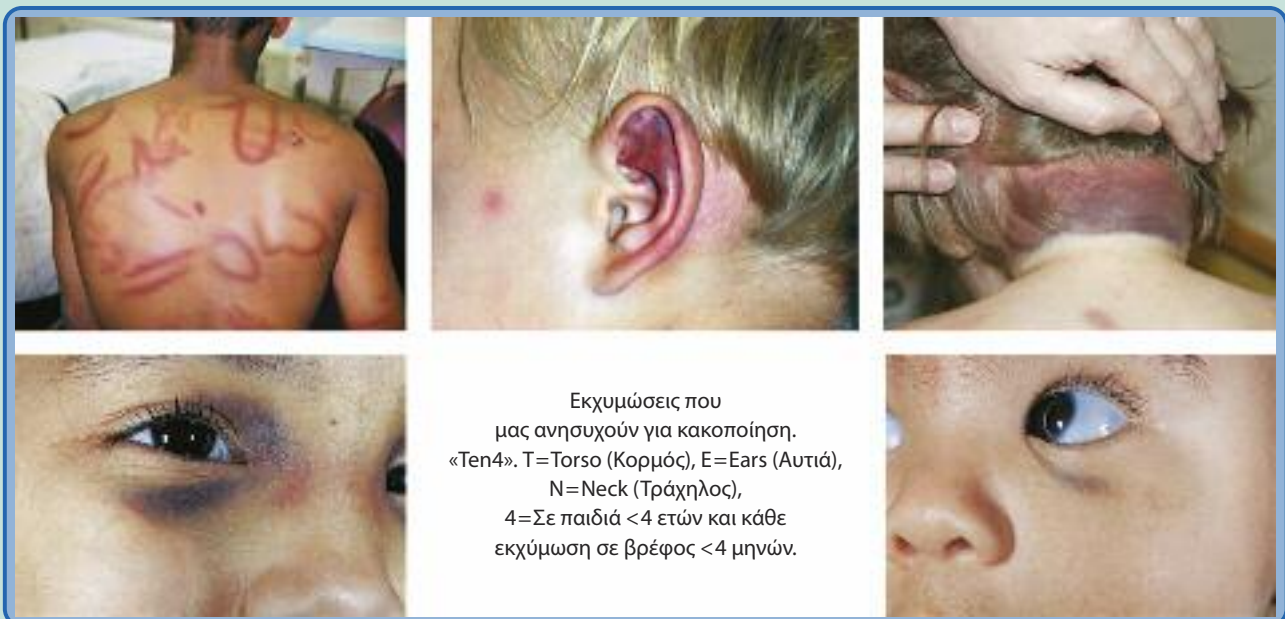 Εκχυμώσεις που
μας ανησυχούν για κακοποίηση.
«Ten4». T=Torso (Κορμός), E=Ears (Αυτιά),
N=Neck (Τράχηλος),
4=Σε παιδιά <4 ετών και κάθε
εκχύμωση σε βρέφος <4 μηνών.